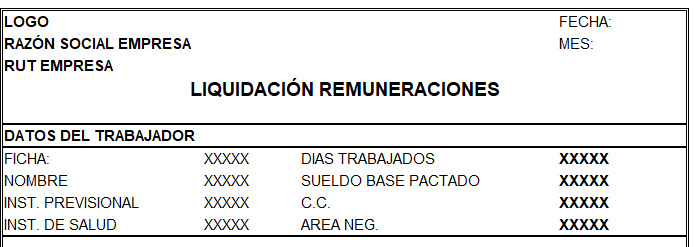 LOGO FECHA:
RAZÓN SOCIAL EMPRESA MES:
RUT EMPRESA
LIQUIDACIÓN REMUNERACIONES
DATOS DEL TRABAJADOR
FICHA: XXXXX DIAS TRABAJADOS XXXXX
NOMBRE XXXXX SUELDO BASE PACTADO XXXXX
INST. PREVISIONAL XXXXX C.C. XXXXX
INST. DE SALUD XXXXX AREA NEG. XXXXX